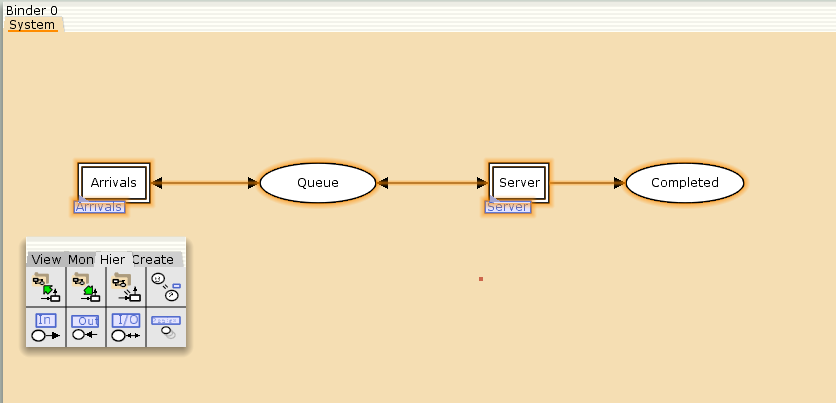 Binder 0
System
Arrivals
Queue
Server
Completed
Arrivals
Server
View Mon Hier Create
In Out I/O